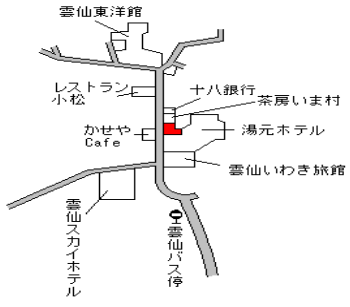 雲仙東洋館
レストラン
小松
十八銀行
茶房いま村
かせや
Cafe
湯元ホテル
雲仙いわき旅館
雲仙スカイホテル
雲仙バス停